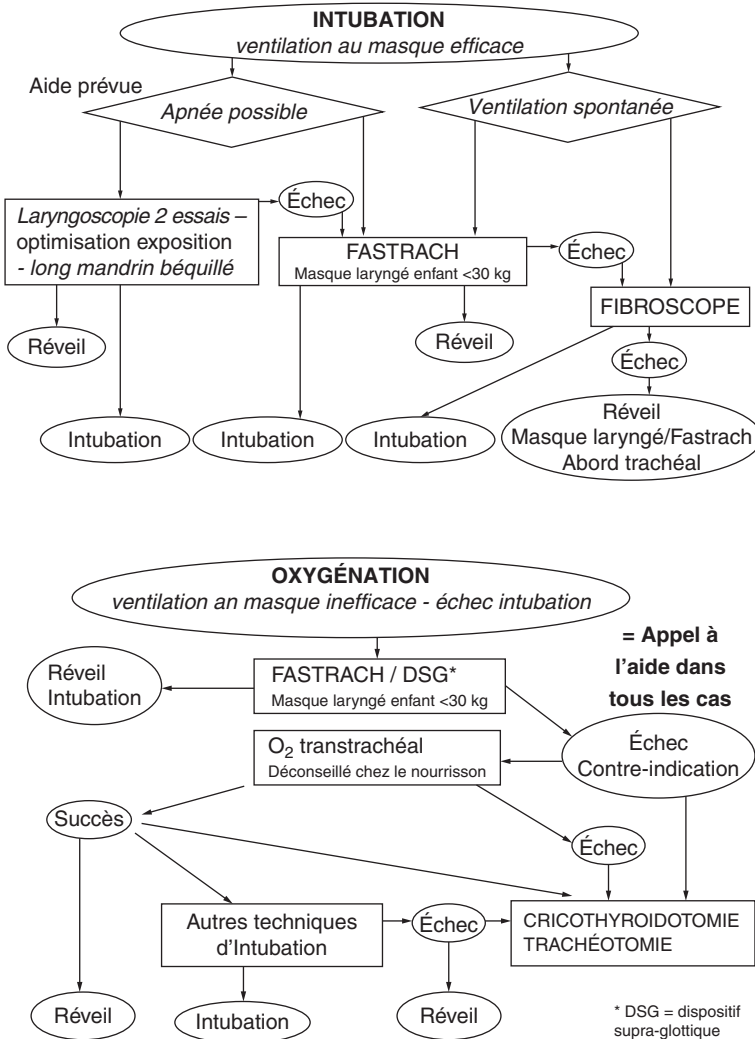 INTUBATION
ventilation au masque efficace
Aide prévue
Apnée possible
Ventilation spontanée
Laryngoscopie 2 essais –
optimisation exposition
- long mandrin béquillé
Échec
FASTRACH
Masque laryngé enfant <30 kg
Échec
FIBROSCOPE
Réveil
Réveil
Échec
Intubation
Intubation
Intubation
Réveil
Masque laryngé/Fastrach
Abord trachéal
OXYGÉNATION
ventilation an masque inefficace - échec intubation
= Appel à
l'aide dans
tous les cas
Réveil
Intubation
FASTRACH / DSG*
Masque laryngé enfant <30 kg
Échec
Contre-indication
O2 transtrachéal
Déconseillé chez le nourrisson
Succès
Échec
Autres techniques
d'Intubation
Échec
CRICOTHYROIDOTOMIE
TRACHÉOTOMIE
Réveil
Intubation
Réveil
* DSG = dispositif
supra-glottique